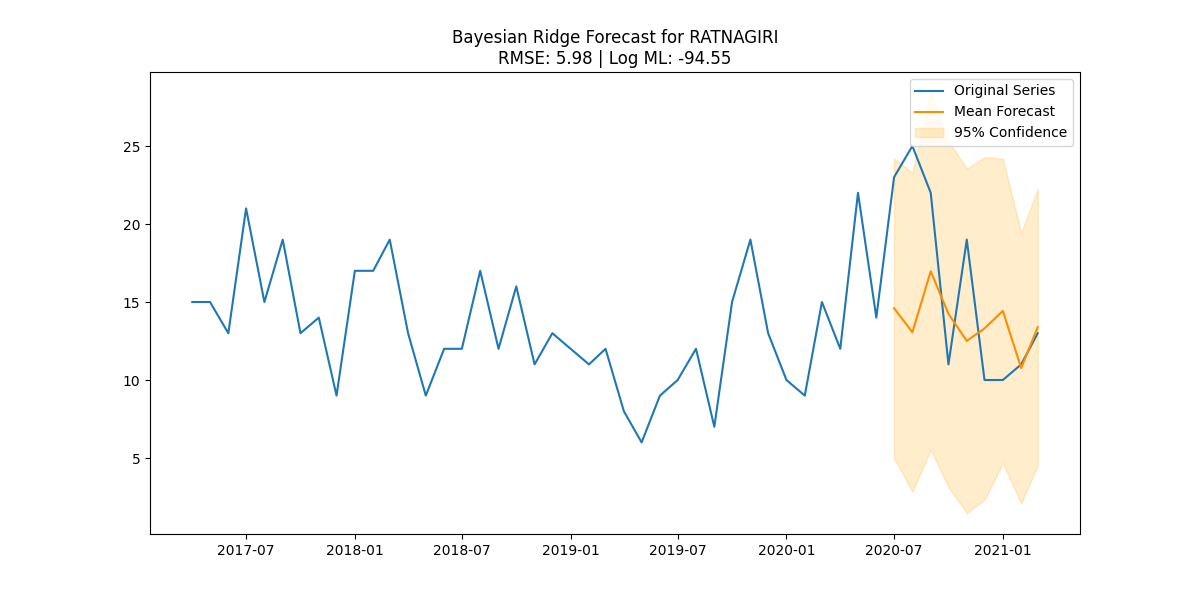 Bayesian Ridge Forecast for RATNAGIRI
RMSE: 5.98 | Log ML: -94.55
Original Series
Mean Forecast
95% Confidence
25
20
15
10
5
2017-07 2018-01 2018-07 2019-01 2019-07 2020-01 2020-07 2021-01